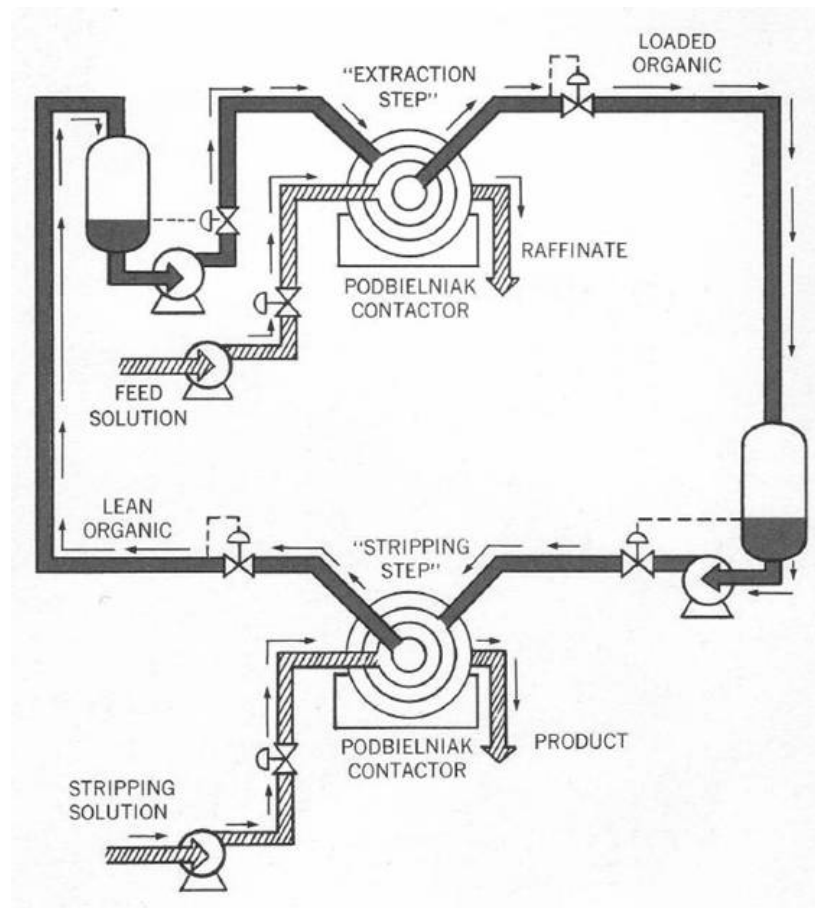 "EXTRACTION
STEP"
LOADED
ORGANIC
RAFFINATE
PODBIELNIAK
CONTACTOR
FEED
SOLUTION
LEAN
ORGANIC
"STRIPPING
STEP"
PODBIELNIAK
CONTACTOR
PRODUCT
STRIPPING
SOLUTION